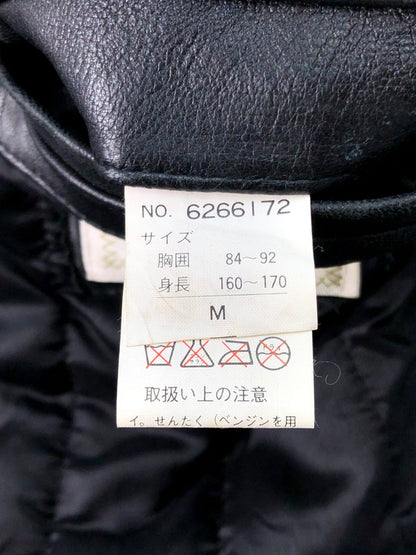 NO. 6266172
サイズ
胸囲 84～92
身長 160～170
M
取扱い上の注意
イ。せんたく（ベンジンを用